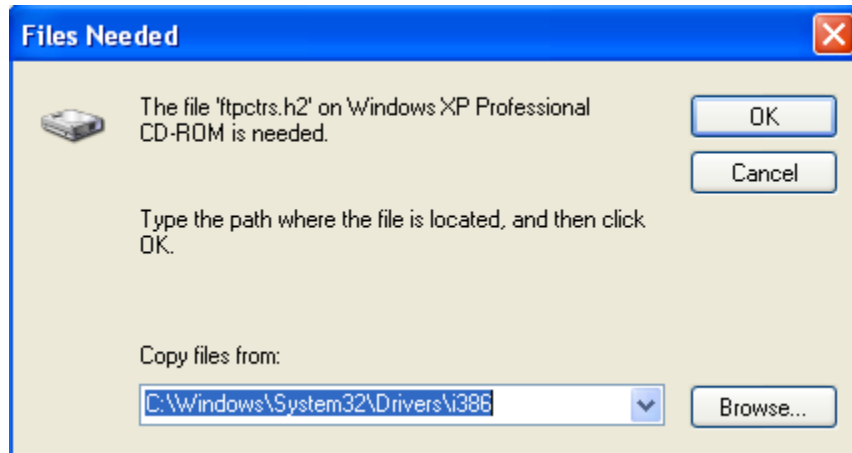 Files Needed
The file 'ftpctrs.h2' on Windows XP Professional
CD-ROM is needed.
OK
Cancel
Type the path where the file is located, and then click
OK.
Copy files from:
C:\Windows\System32\Drivers\i386
Browse...